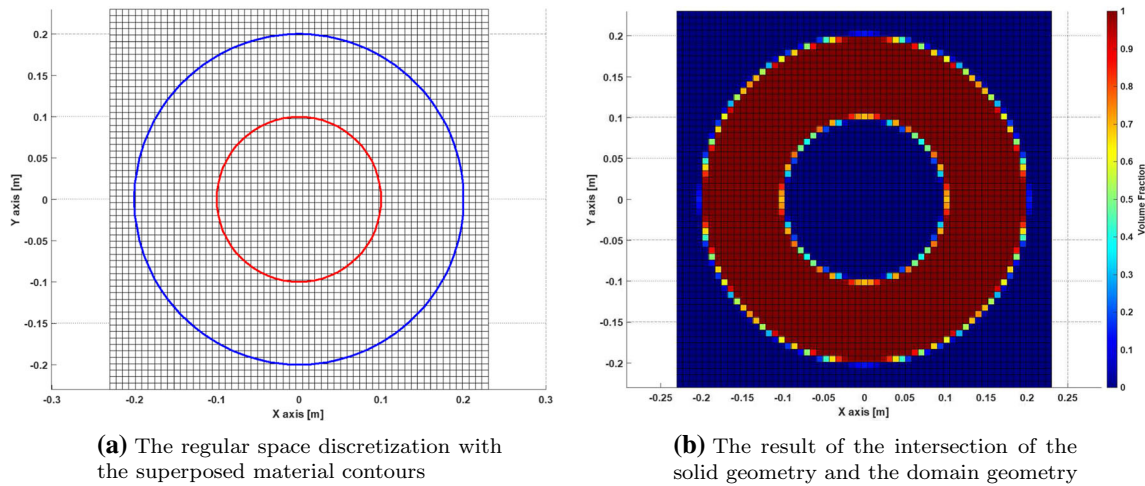 0.2
0.15
0.1
0.05
0
-0.05
-0.1
-0.15
-0.2
Y axis [m]
-0.3 -0.2 -0.1 0 0.1 0.2 0.3
X axis [m]
(a) The regular space discretization with
the superposed material contours
0.2
0.15
0.1
0.05
0
-0.05
-0.1
-0.15
-0.2
Y axis [m]
-0.25 -0.2 -0.15 -0.1 -0.05 0 0.05 0.1 0.15 0.2 0.25
X axis [m]
1
0.9
0.8
0.7
0.6
0.5
0.4
0.3
0.2
0.1
0
Volume Fraction
(b) The result of the intersection of the
solid geometry and the domain geometry